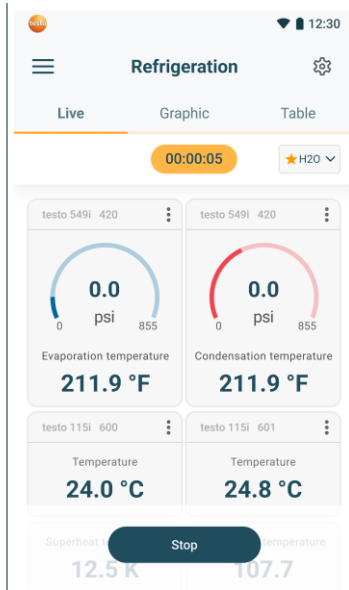 testo
12:30
Refrigeration
Live Graphic Table
00:00:05 H2O
testo 549i 420 testo 549i 420
0.0 0.0
psi psi
0 855 0 855
Evaporation temperature Condensation temperature
211.9 °F 211.9 °F
testo 115i 600 testo 115i 601
Temperature Temperature
24.0 °C 24.8 °C
Superheat temperature
Stop
12.5 K 107.7